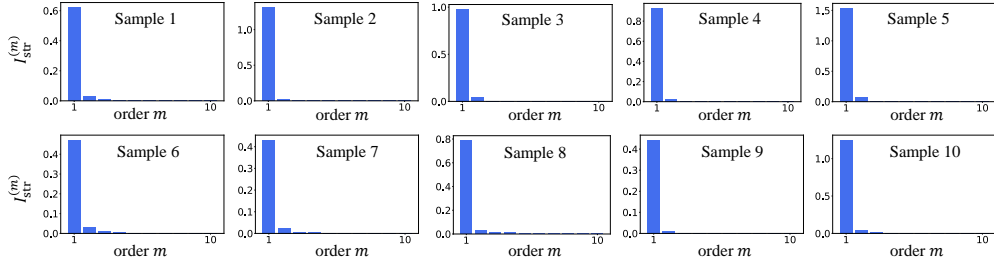 Sample 1 Sample 2 Sample 3 Sample 4 Sample 5
I_str^(m)
0.6 0.4 0.2 0.0
1.0 0.5 0.0
1.0 0.5 0.0
0.8 0.6 0.4 0.2 0.0
1.5 1.0 0.5 0.0
1 10 1 10 1 10 1 10 1 10
order m order m order m order m order m
Sample 6 Sample 7 Sample 8 Sample 9 Sample 10
I_str^(m)
0.4 0.3 0.2 0.1 0.0
0.4 0.3 0.2 0.1 0.0
0.8 0.6 0.4 0.2 0.0
0.4 0.3 0.2 0.1 0.0
1.0 0.5 0.0
1 10 1 10 1 10 1 10 1 10
order m order m order m order m order m